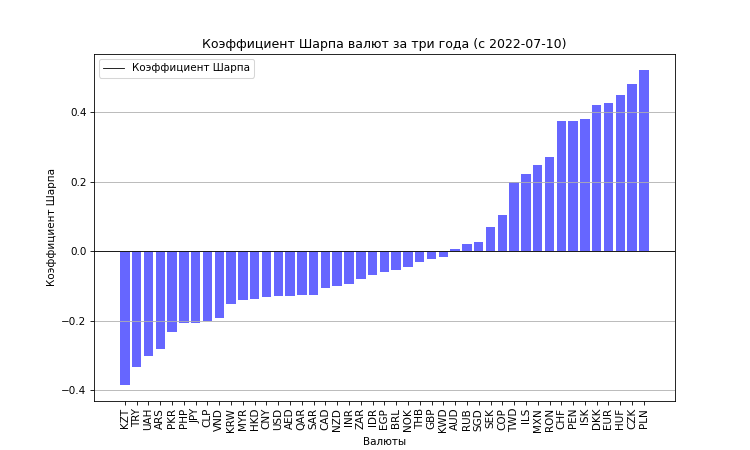 Коэффициент Шарпа валют за три года (с 2022-07-10)
Коэффициент Шарпа
Коэффициент Шарпа
0.4
0.2
0.0
−0.2
−0.4
KZT TRY UAH ARS PKR PHP JPY CLP VND KRW MYR HKD CNY USD AED QAR SAR CAD NZD INR ZAR IDR EGP BRL NOK THB GBP KWD AUD RUB SGD SEK COP TWD ILS MXN RON CHF PEN ISK DKK EUR HUF CZK PLN
Валюты